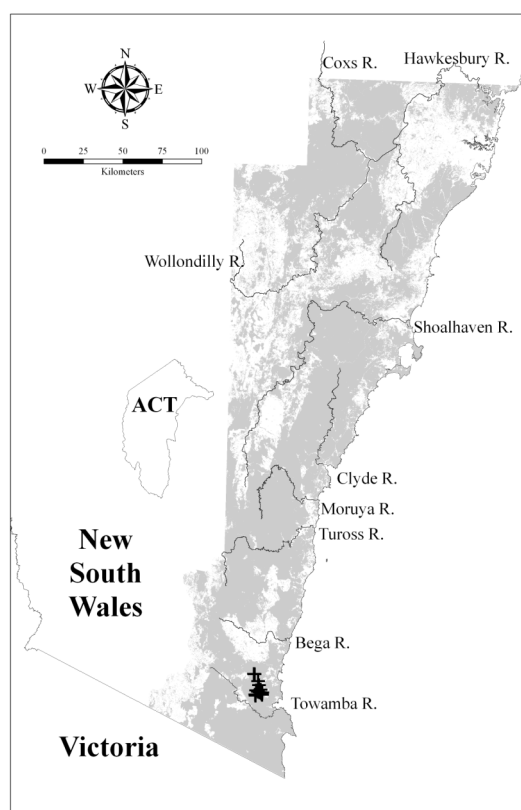 Coxs R.
Hawkesbury R.
N
W
E
S
0
25
50
75
100
Kilometers
Wollondilly R.
Shoalhaven R.
ACT
Clyde R.
Moruya R.
Tuross R.
New
South
Wales
Bega R.
Towamba R.
Victoria